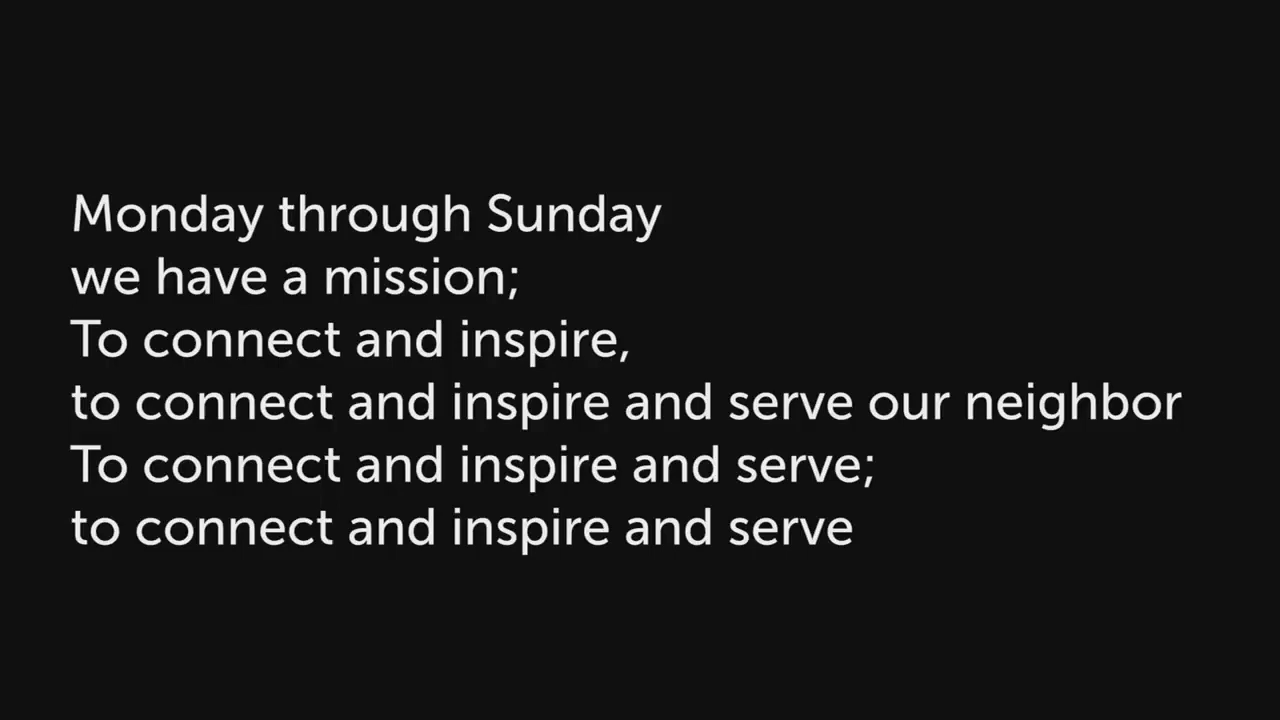 Monday through Sunday
we have a mission;
To connect and inspire,
to connect and inspire and serve our neighbor
To connect and inspire and serve;
to connect and inspire and serve